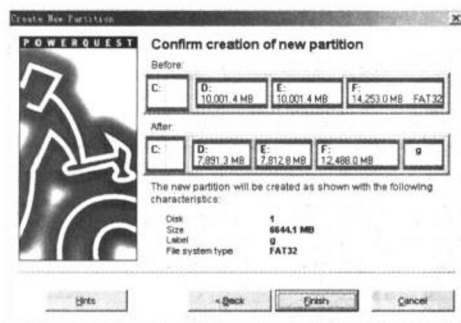 Create New Partition
POWERQUEST
Confirm creation of new partition
Before:
C: D: E: F:
10,001.4 MB 10,001.4 MB 14,253.0 MB FAT32
After:
C: D: E: F: g
7,891.3 MB 7,812.8 MB 12,488.0 MB
The new partition will be created as shown with the following
characteristics:
Disk 1
Size 6644.1 MB
Label g
File system type FAT32
Hints < Back Finish Cancel